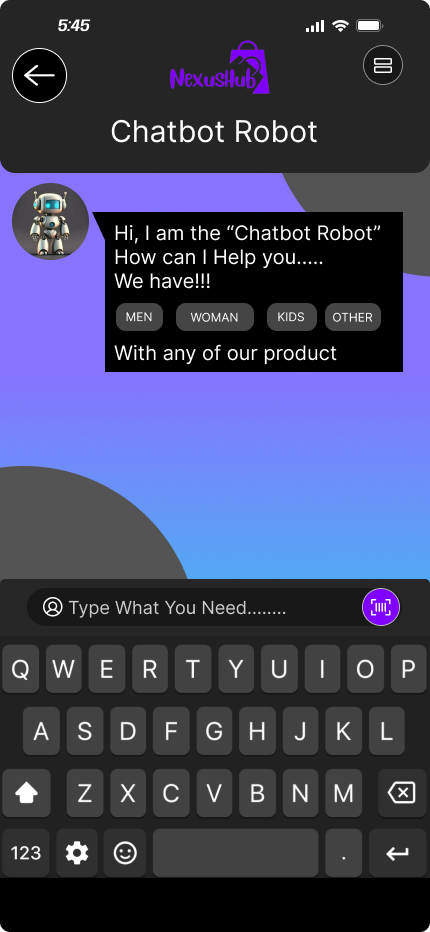 5:45
NexusHub
Chatbot Robot
Hi, I am the “Chatbot Robot”
How can I Help you.....
We have!!!
MEN WOMAN KIDS OTHER
With any of our product
Type What You Need........
Q W E R T Y U I O P
A S D F G H J K L
Z X C V B N M
123 .